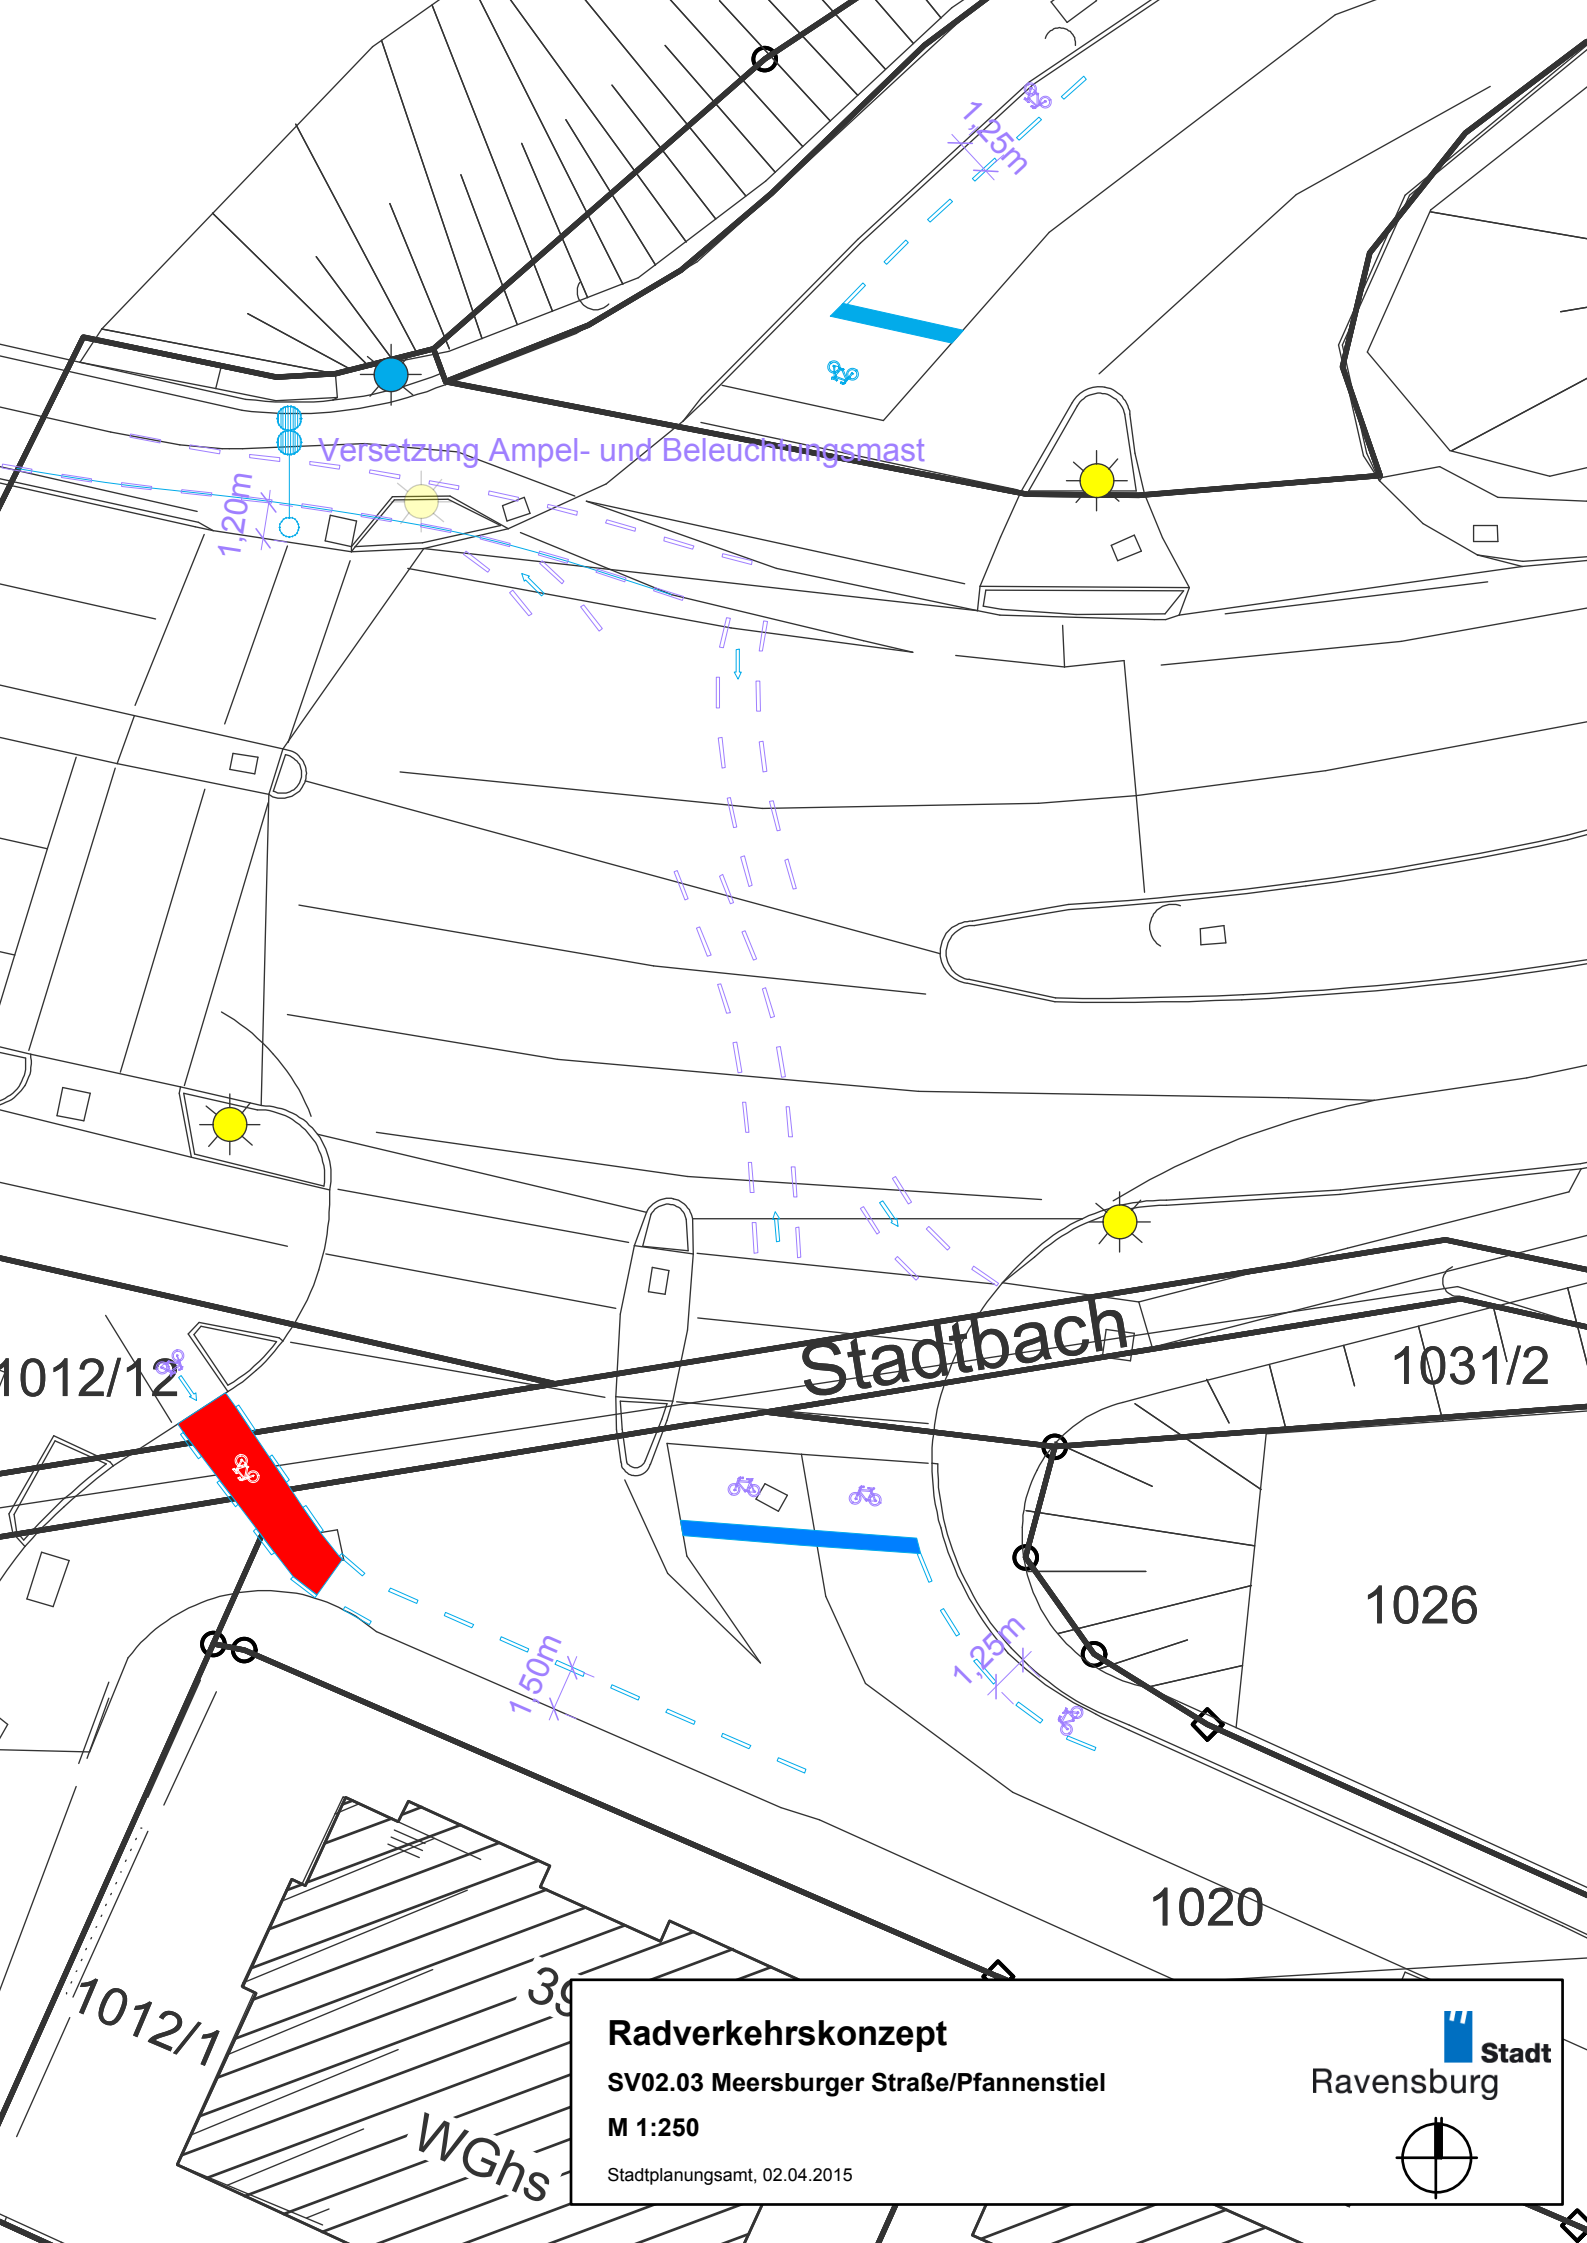 1,25m
Versetzung Ampel- und Beleuchtungsmast
1,20m
Stadtbach
1012/12
1031/2
1026
1,50m
1,25m
1020
1012/1
39
WGhs
Radverkehrskonzept
SV02.03 Meersburger Straße/Pfannenstiel
M 1:250
Stadtplanungsamt, 02.04.2015
Stadt
Ravensburg